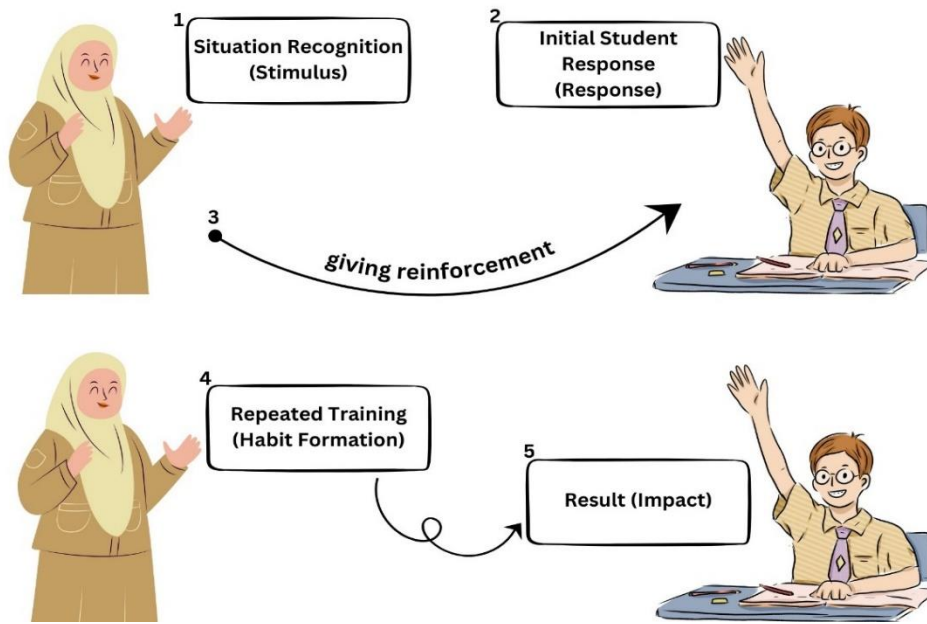 1
Situation Recognition
(Stimulus)
2
Initial Student
Response
(Response)
3
giving reinforcement
4
Repeated Training
(Habit Formation)
5
Result (Impact)